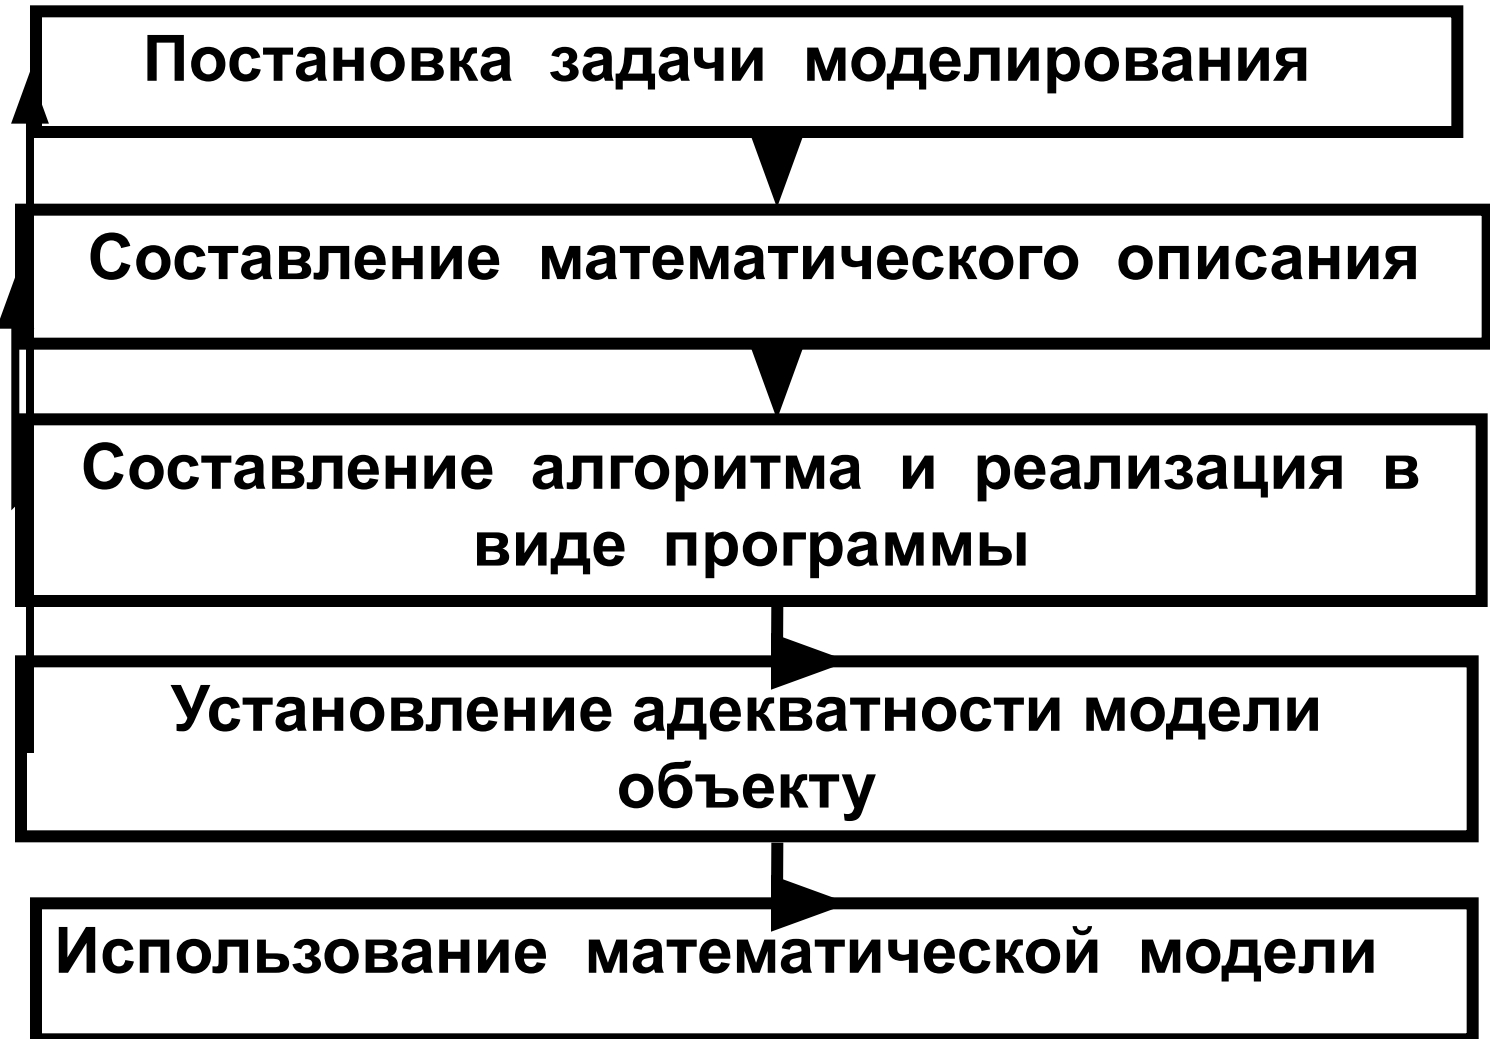 Постановка задачи моделирования
Составление математического описания
Составление алгоритма и реализация в
виде программы
Установление адекватности модели
объекту
Использование математической модели